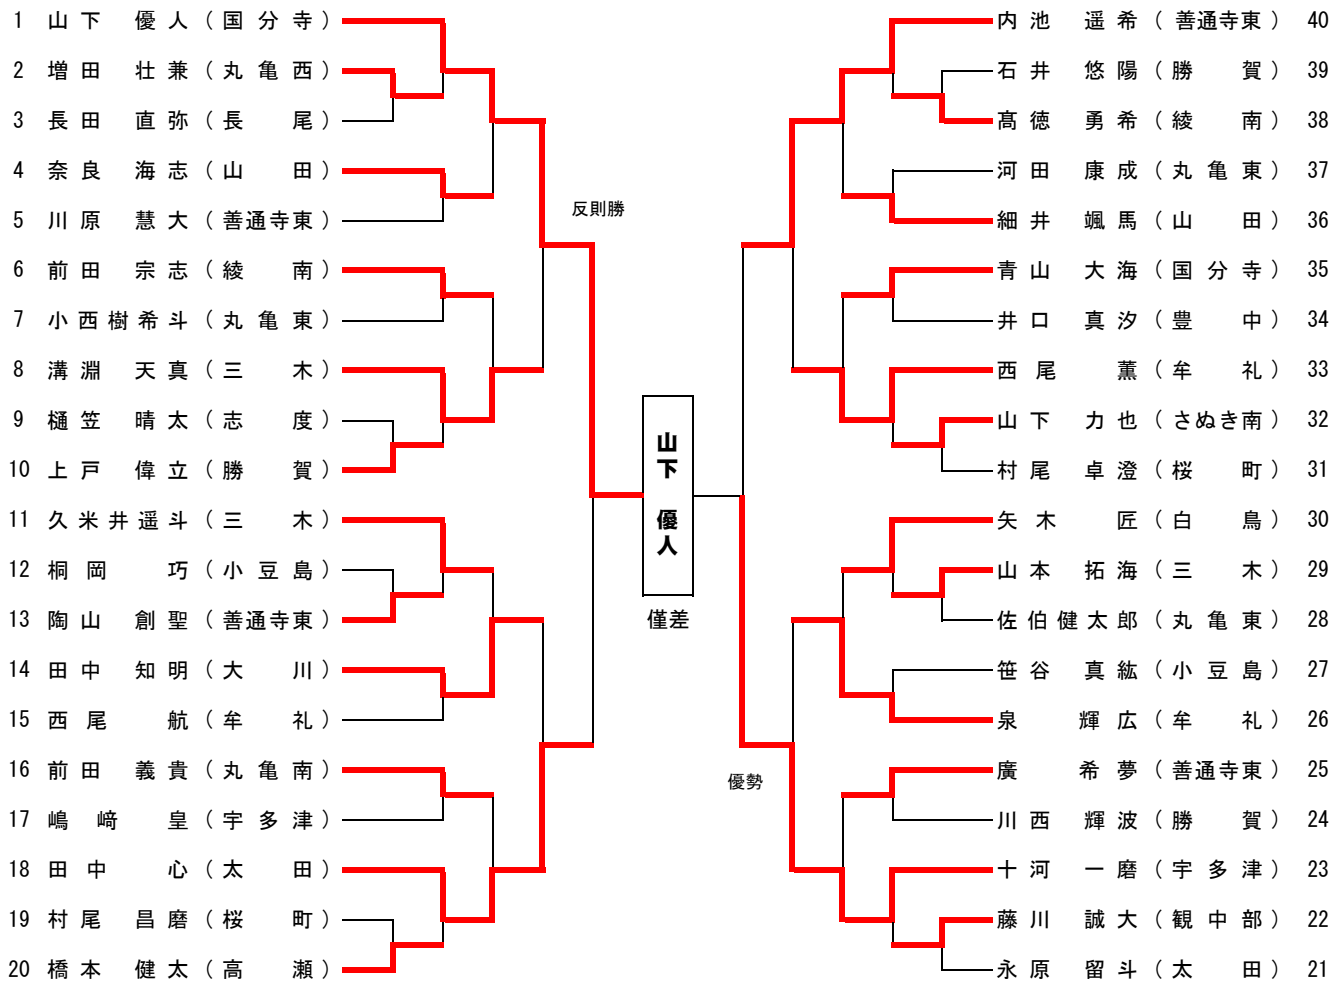 1 山下 優人（国分寺）
2 増田 壮兼（丸亀西）
3 長田 直弥（長尾）
4 奈良 海志（山田）
5 川原 慧大（善通寺東）
6 前田 宗志（綾南）
7 小西樹希斗（丸亀東）
8 溝淵 天真（三木）
9 樋笠 晴太（志度）
10 上戸 偉立（勝賀）
11 久米井遥斗（三木）
12 桐岡 巧（小豆島）
13 陶山 創聖（善通寺東）
14 田中 知明（大川）
15 西尾 航（牟礼）
16 前田 義貴（丸亀南）
17 嶋﨑 皇（宇多津）
18 田中 心（太田）
19 村尾 昌磨（桜町）
20 橋本 健太（高瀬）
反則勝
山下 優人
僅差
優勢
内池 遥希（善通寺東） 40
石井 悠陽（勝賀） 39
髙徳 勇希（綾南） 38
河田 康成（丸亀東） 37
細井 颯馬（山田） 36
青山 大海（国分寺） 35
井口 真汐（豊中） 34
西尾 薫（牟礼） 33
山下 力也（さぬき南） 32
村尾 卓澄（桜町） 31
矢木 匠（白鳥） 30
山本 拓海（三木） 29
佐伯健太郎（丸亀東） 28
笹谷 真紘（小豆島） 27
泉 輝広（牟礼） 26
廣 希夢（善通寺東） 25
川西 輝波（勝賀） 24
十河 一磨（宇多津） 23
藤川 誠大（観中部） 22
永原 留斗（太田） 21